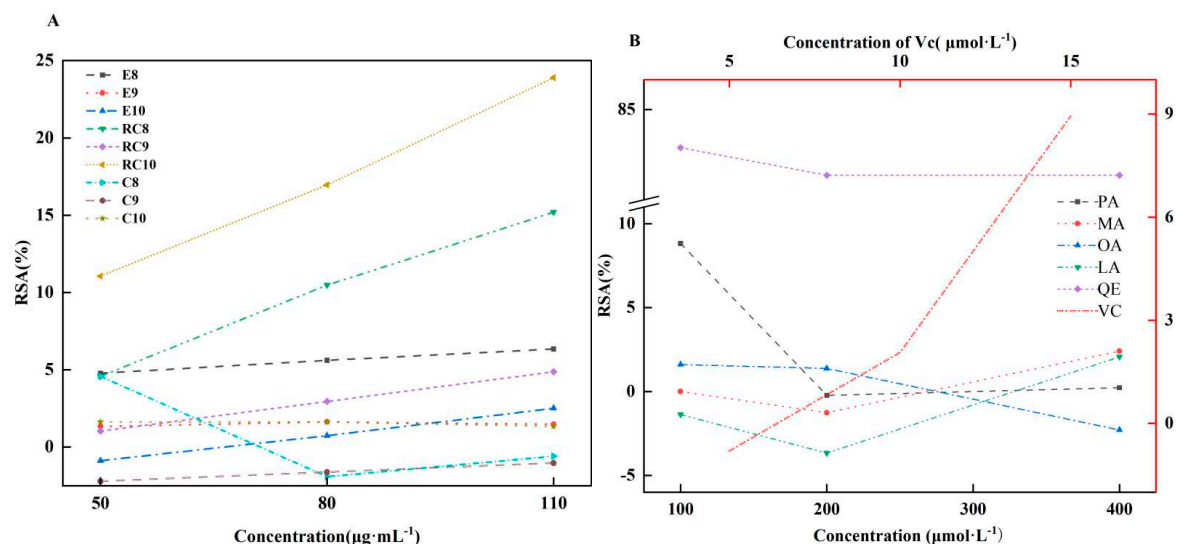 A
RSA(%)
25
20
15
10
5
0
E8
E9
E10
RC8
RC9
RC10
C8
C9
C10
50
80
110
Concentration(μg·mL⁻¹)
B
Concentration of Vc( μmol·L⁻¹)
5
10
15
RSA(%)
85
10
5
0
-5
9
6
3
0
PA
MA
OA
LA
QE
VC
100
200
300
400
Concentration (μmol·L⁻¹)